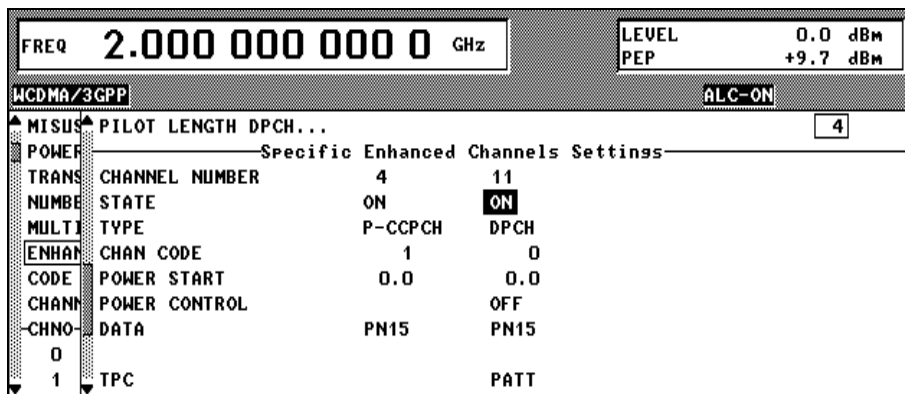 FREQ 2.000 000 000 0 GHz
LEVEL 0.0 dBm
PEP +9.7 dBm
WCDMA/3GPP ALC-ON
MISUS PILOT LENGTH DPCH... 4
POWER Specific Enhanced Channels Settings
TRANS CHANNEL NUMBER 4 11
NUMBE STATE ON ON
MULTI TYPE P-CCPCH DPCH
ENHAN CHAN CODE 1 0
CODE POWER START 0.0 0.0
CHANN POWER CONTROL OFF
-CHNO- DATA PN15 PN15
0
1 TPC PATT